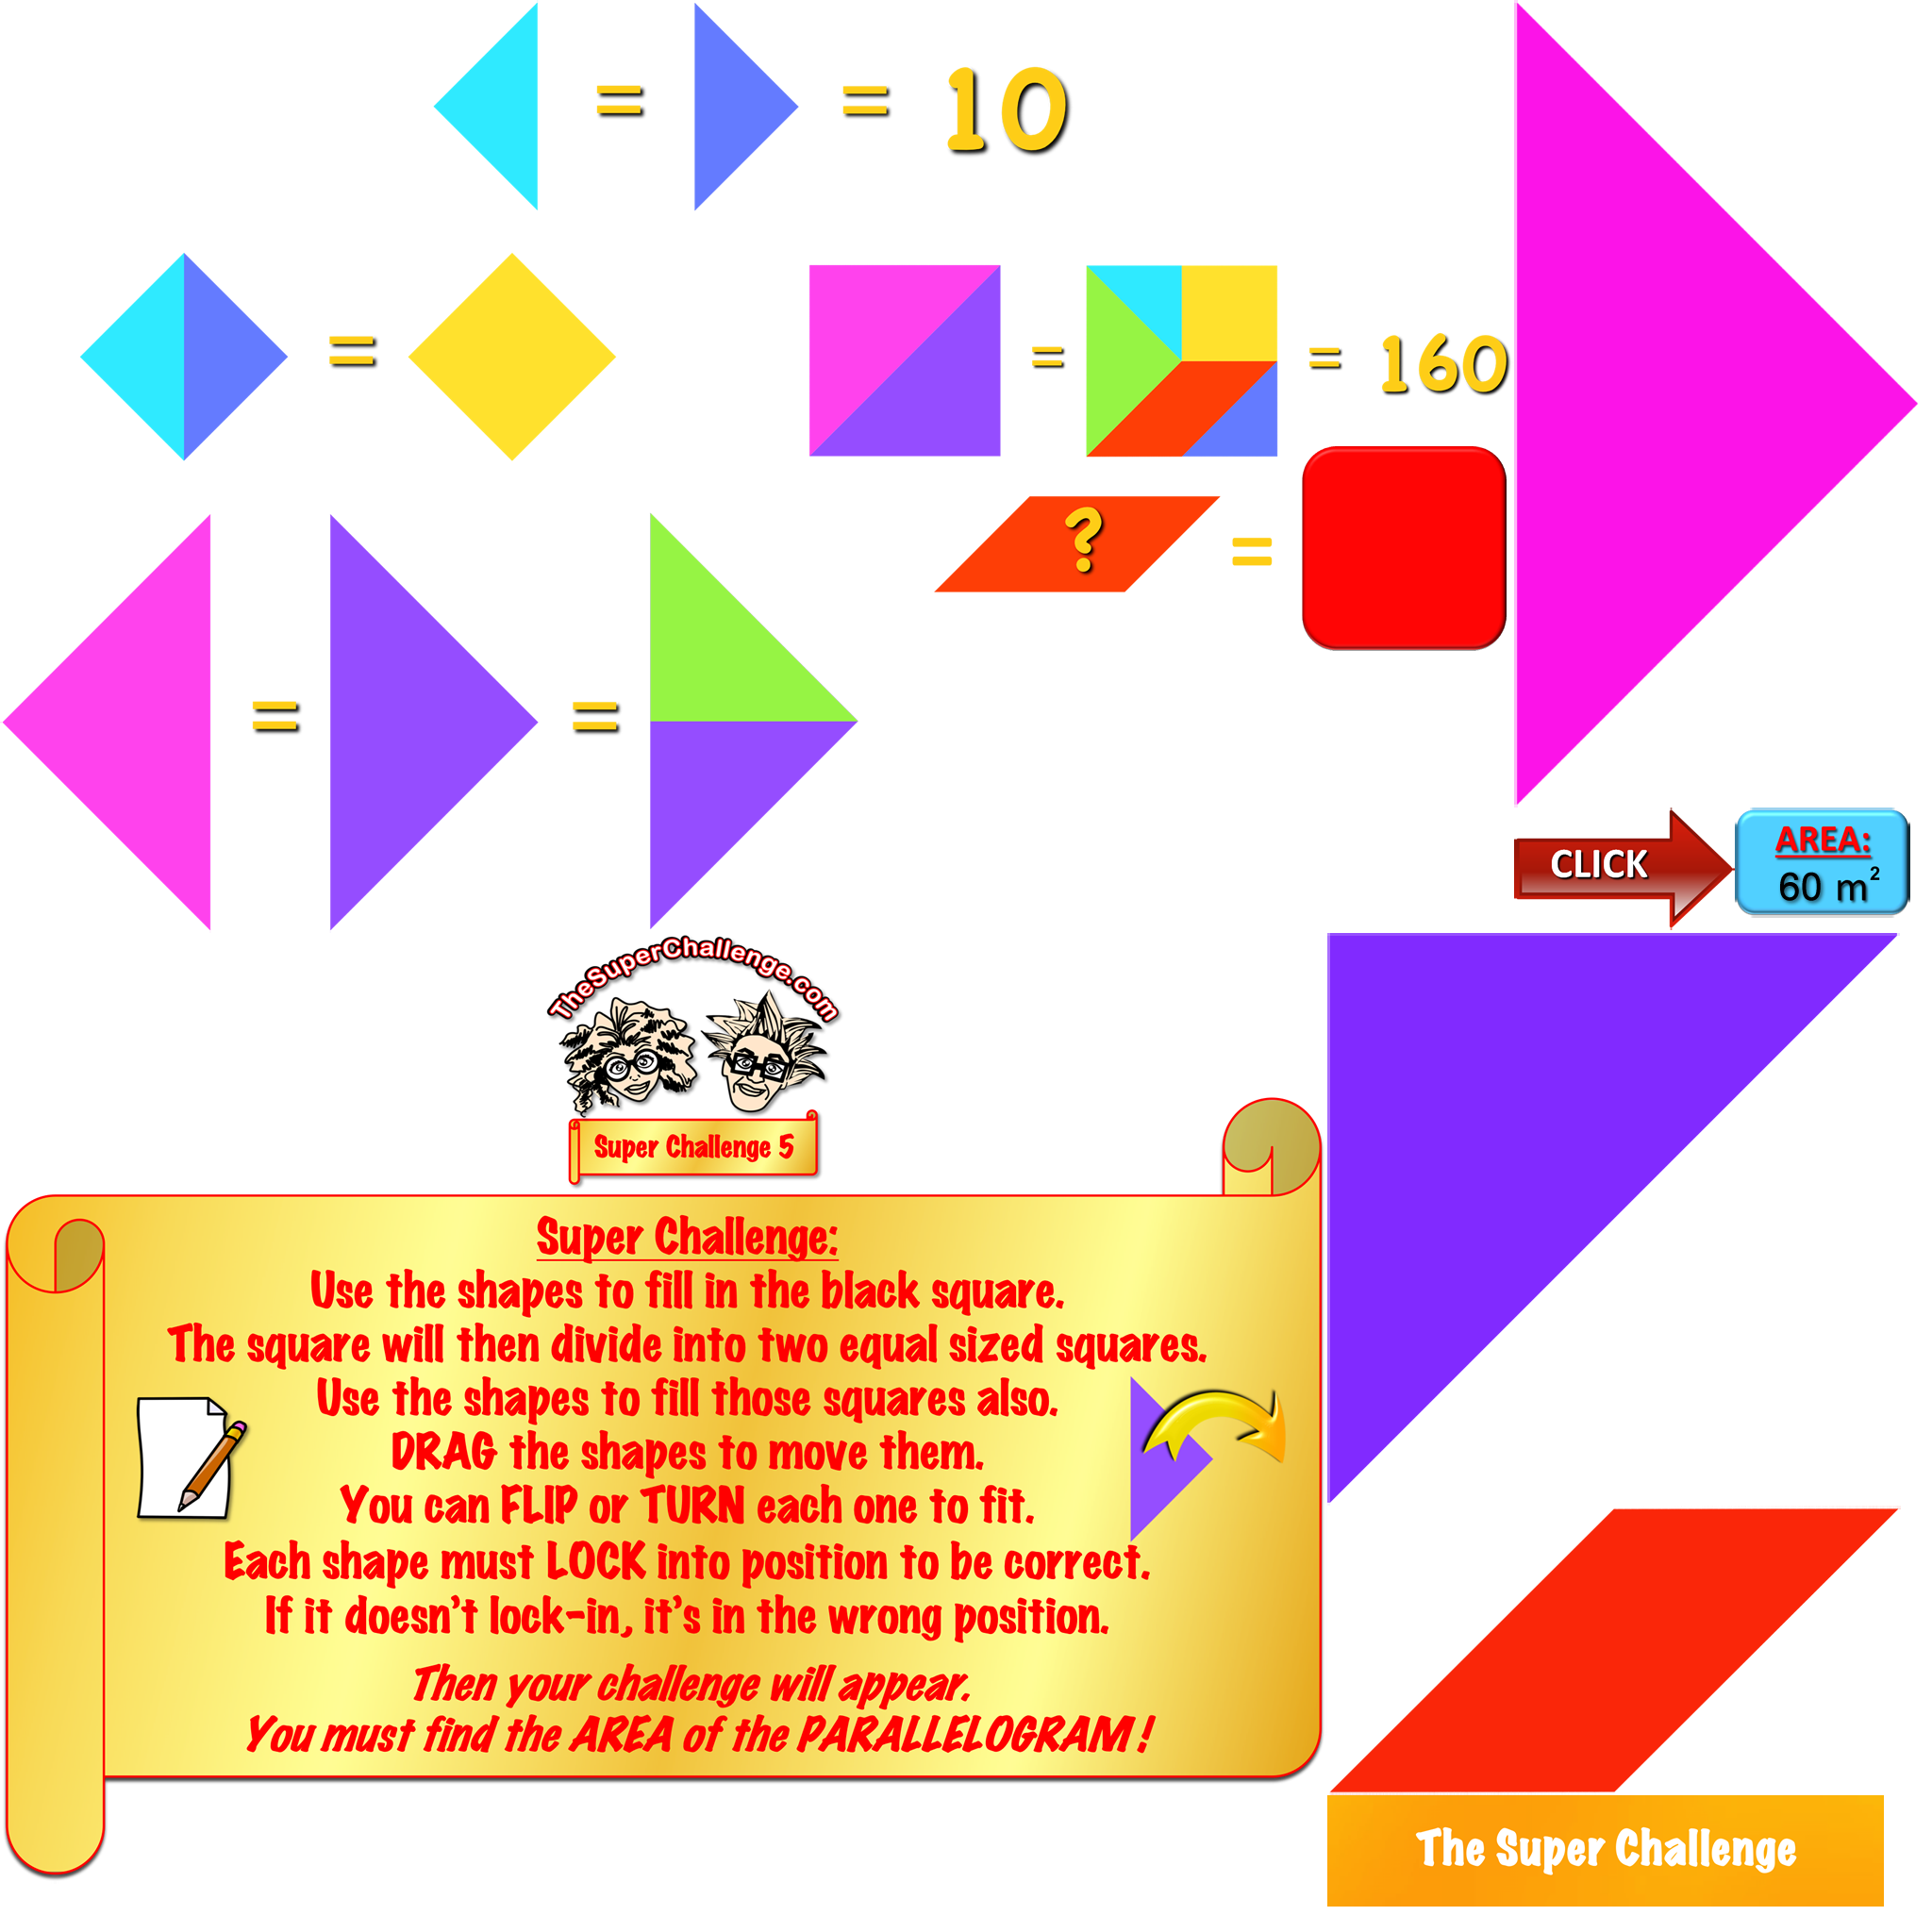 = = 10
= = = 160
? =
= =
CLICK
AREA:
60 m²
TheSuperChallenge.com
Super Challenge 5
Super Challenge:
Use the shapes to fill in the black square.
The square will then divide into two equal sized squares.
Use the shapes to fill those squares also.
DRAG the shapes to move them.
You can FLIP or TURN each one to fit.
Each shape must LOCK into position to be correct.
If it doesn't lock-in, it's in the wrong position.
Then your challenge will appear.
You must find the AREA of the PARALLELOGRAM!
The Super Challenge